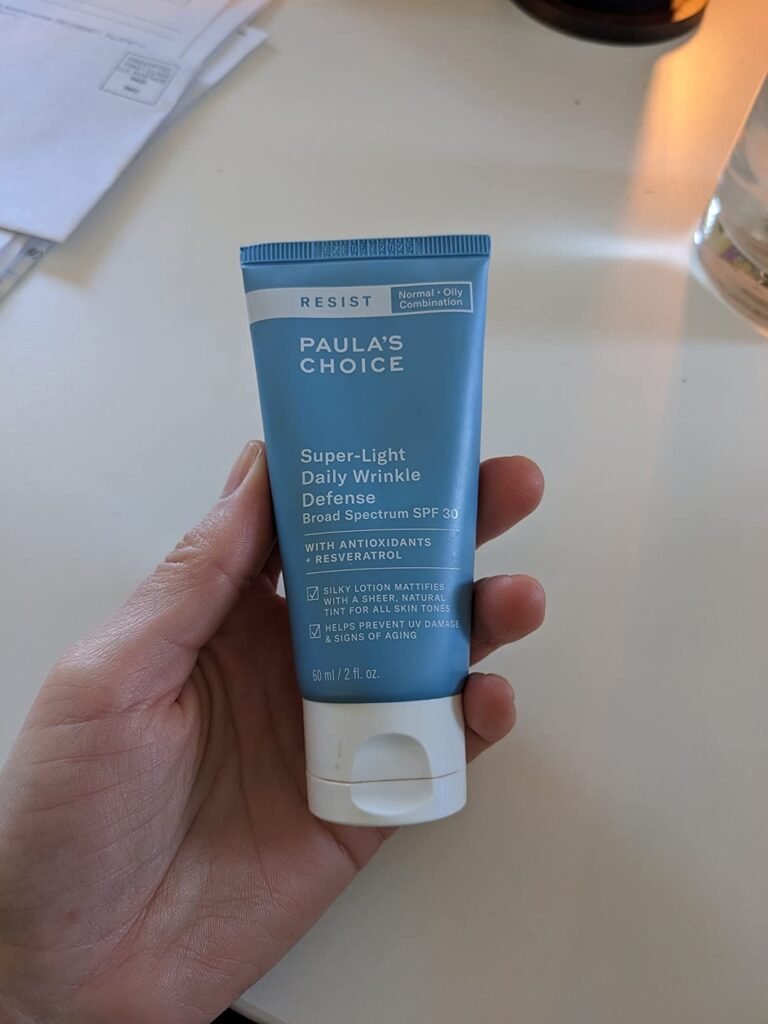 RESIST
Normal • Oily
Combination
PAULA'S
CHOICE
Super-Light
Daily Wrinkle
Defense
Broad Spectrum SPF 30
WITH ANTIOXIDANTS
+ RESVERATROL
SILKY LOTION MATTIFIES
WITH A SHEER, NATURAL
TINT FOR ALL SKIN TONES
HELPS PREVENT UV DAMAGE
& SIGNS OF AGING
60 ml / 2 fl. oz.